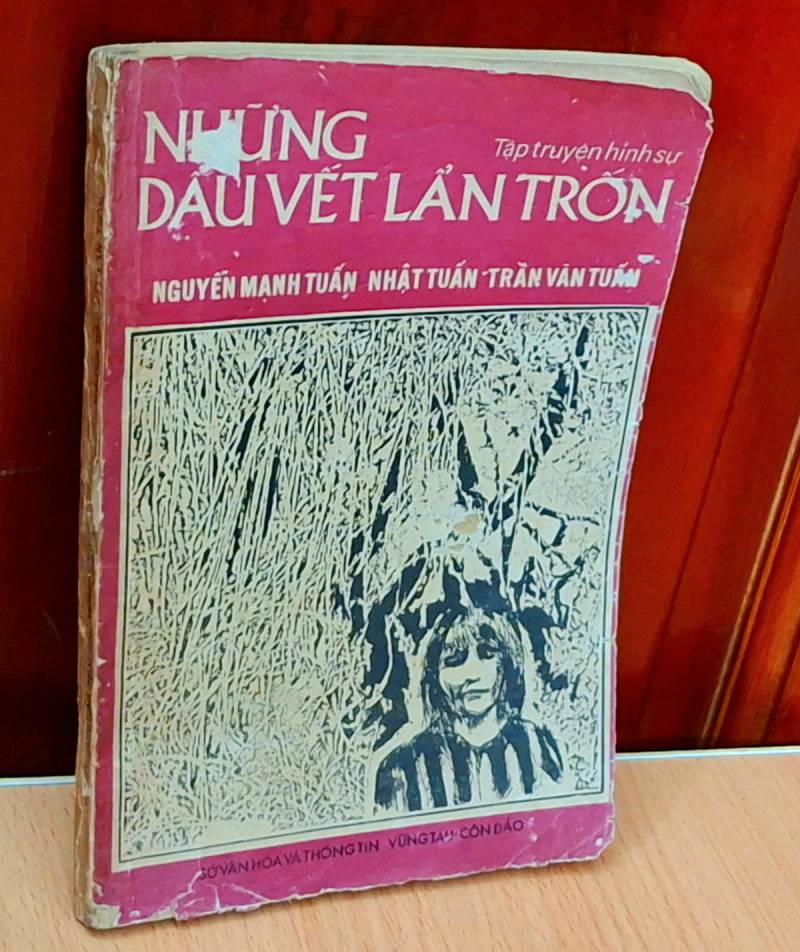 NHỮNG
Tập truyện hình sự
DẤU VẾT LẨN TRỐN
NGUYỄN MẠNH TUẤN NHẬT TUẤN TRẦN VĂN TUẤN
SỞ VĂN HÓA VÀ THÔNG TIN VŨNG TÀU CÔN ĐẢO